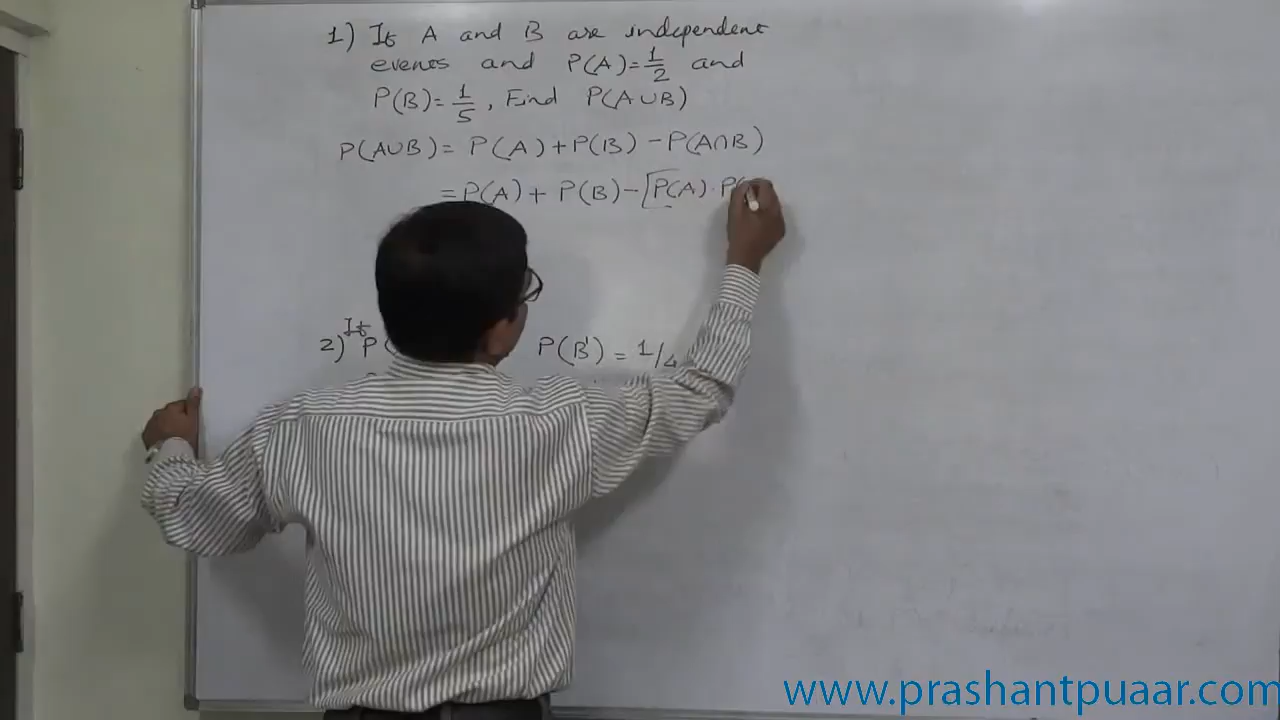 1) If A and B are independent
events and P(A)=1/2 and
P(B)=1/5, Find P(A∪B)
P(A∪B) = P(A)+P(B) -P(A∩B)
=P(A)+ P(B)-[P(A)·P(
If
2) P( P(B')=1/4
www.prashantpuaar.com